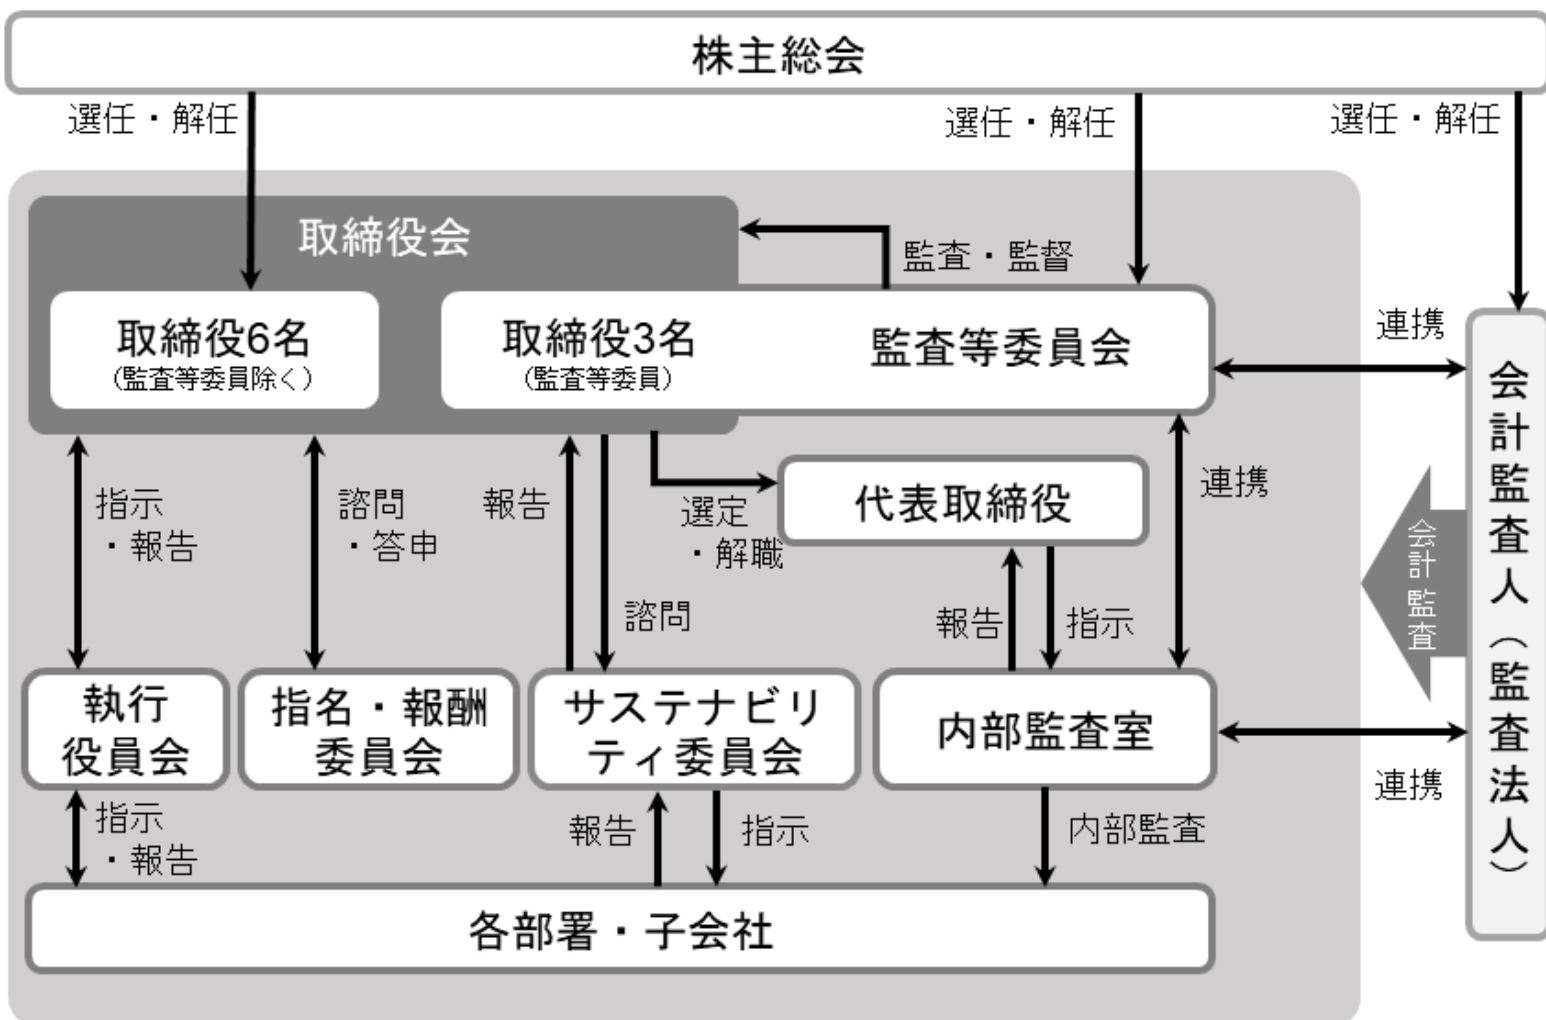 株主総会
選任・解任
選任・解任
選任・解任
取締役会
監査・監督
取締役6名
(監査等委員除く)
取締役3名
(監査等委員)
監査等委員会
連携
会計監査人(監査法人)
指示
・報告
諮問
・答申
報告
選定
・解職
代表取締役
連携
会計監査
諮問
報告
指示
執行
役員会
指名・報酬
委員会
サステナビリ
ティ委員会
内部監査室
連携
指示
・報告
報告
指示
内部監査
各部署・子会社